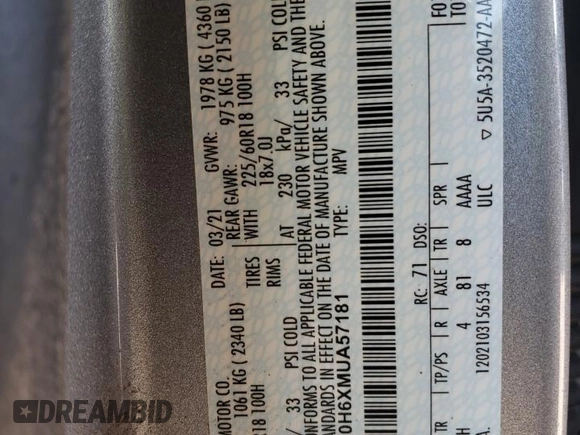 MOTOR CO. DATE: 03/21 GVWR: 1978 KG ( 4360
1061 KG ( 2340 LB) REAR GAWR: 975 KG ( 2150 LB)
R18 100H TIRES WITH 225/60R18 100H
RIMS 18x7.0J
/ 33 PSI COLD AT 230 kPa/ 33 PSI COLD
CONFORMS TO ALL APPLICABLE FEDERAL MOTOR VEHICLE SAFETY AND THE
STANDARDS IN EFFECT ON THE DATE OF MANUFACTURE SHOWN ABOVE.
0H6XMUA57181 TYPE: MPV
RC: 71 DSO: FO
TO
TR TP/PS R AXLE TR SPR
H 4 81 8 AAAA
A. 1202103156534 ULC ▽ 5U5A-3520472-AA
DREAMBID